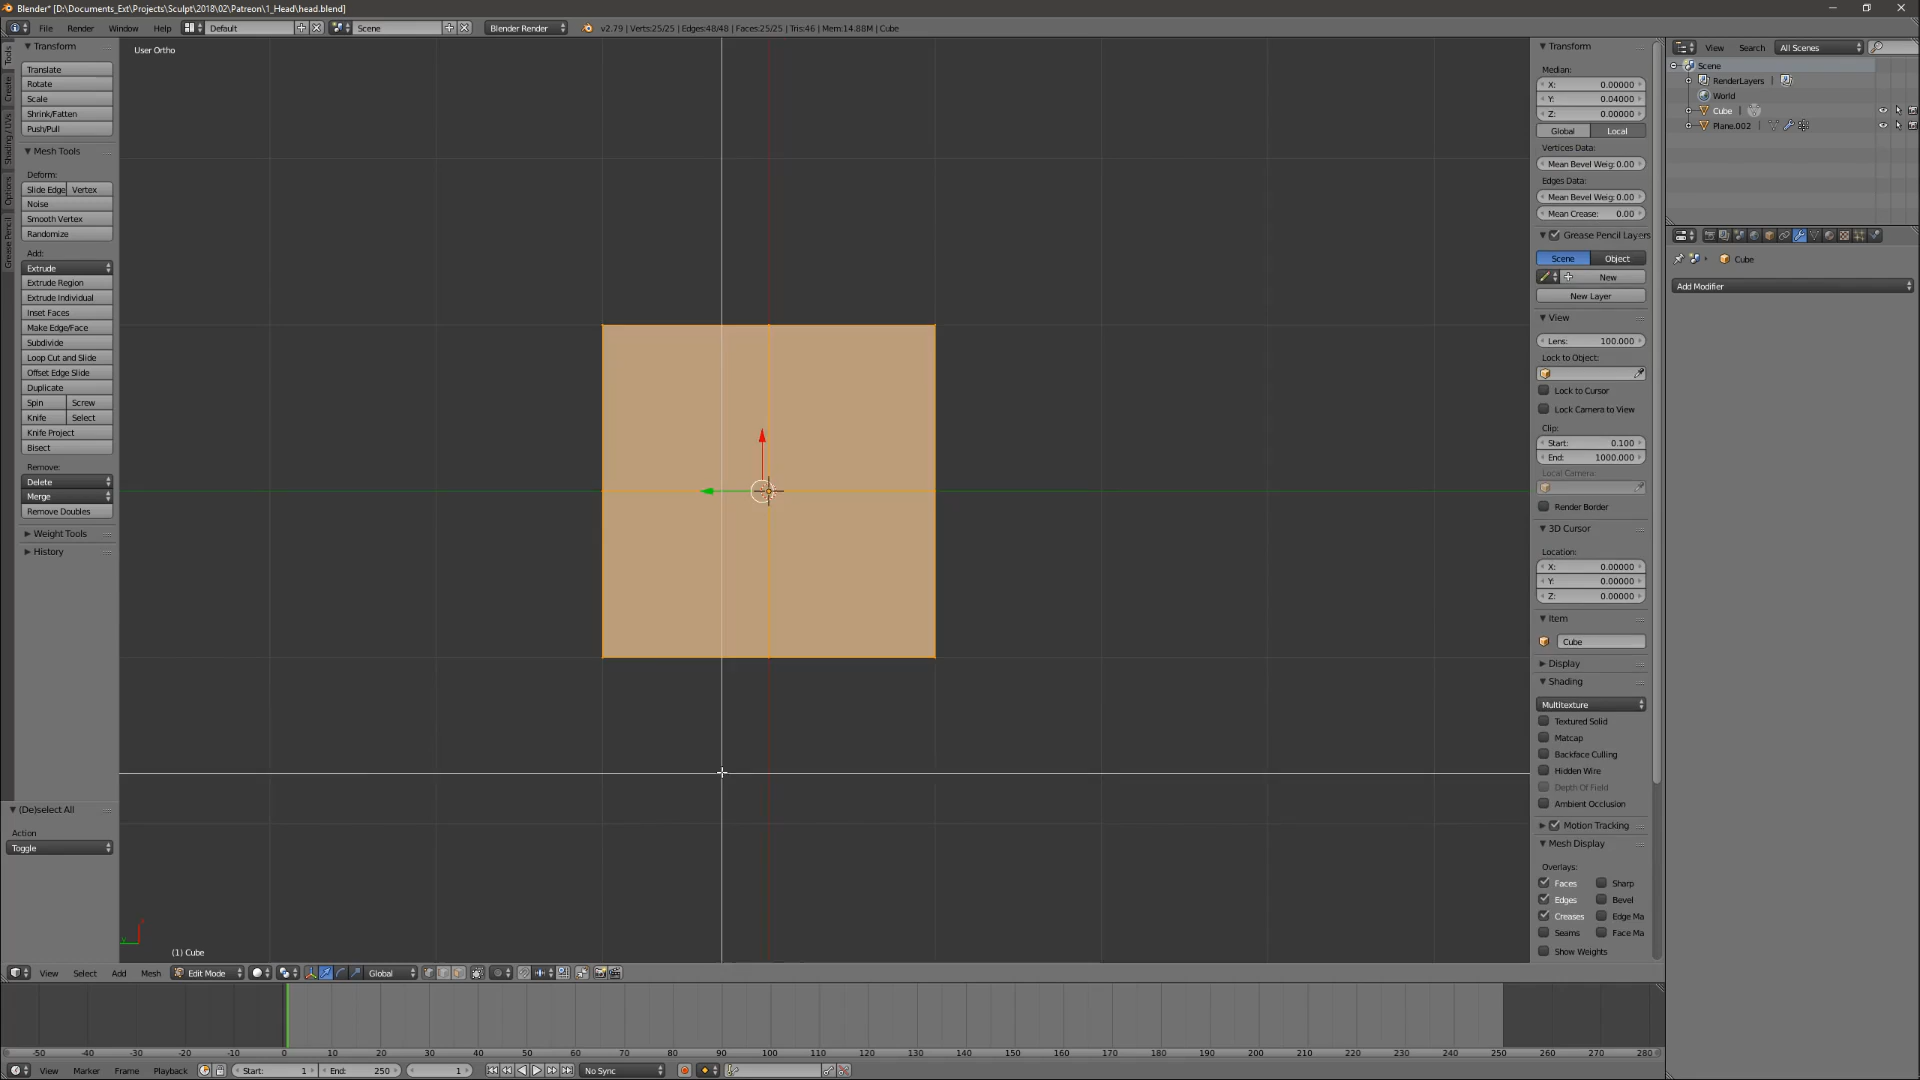 Blender* [D:\Documents_Ext\Projects\Sculpt\2018\02\Patreon\1_Head\head.blend]
File Render Window Help Default Scene Blender Render v2.79 | Verts:25/25 | Edges:48/48 | Faces:25/25 | Tris:46 | Mem:14.88M | Cube
Tools
Create
Shading / UVs
Options
Grease Pencil
Transform
Translate
Rotate
Scale
Shrink/Fatten
Push/Pull
Mesh Tools
Deform:
Slide Edge Vertex
Noise
Smooth Vertex
Randomize
Add:
Extrude
Extrude Region
Extrude Individual
Inset Faces
Make Edge/Face
Subdivide
Loop Cut and Slide
Offset Edge Slide
Duplicate
Spin Screw
Knife Select
Knife Project
Bisect
Remove:
Delete
Merge
Remove Doubles
Weight Tools
History
(De)select All
Action
Toggle
User Ortho
(1) Cube
Transform
Median:
X: 0.00000
Y: 0.04000
Z: 0.00000
Global Local
Vertices Data:
Mean Bevel Weig: 0.00
Edges Data:
Mean Bevel Weig: 0.00
Mean Crease: 0.00
Grease Pencil Layers
Scene Object
New
New Layer
View
Lens: 100.000
Lock to Object:
Lock to Cursor
Lock Camera to View
Clip:
Start: 0.100
End: 1000.000
Local Camera:
Render Border
3D Cursor
Location:
X: 0.00000
Y: 0.00000
Z: 0.00000
Item
Cube
Display
Shading
Multitexture
Textured Solid
Matcap
Backface Culling
Hidden Wire
Depth Of Field
Ambient Occlusion
Motion Tracking
Mesh Display
Overlays:
Faces Sharp
Edges Bevel
Creases Edge Ma
Seams Face Ma
Show Weights
View Search All Scenes
Scene
RenderLayers |
World
Cube |
Plane.002 |
Cube
Add Modifier
View Select Add Mesh Edit Mode Global
-50 -40 -30 -20 -10 0 10 20 30 40 50 60 70 80 90 100 110 120 130 140 150 160 170 180 190 200 210 220 230 240 250 260 270 280
View Marker Frame Playback Start: 1 End: 250 1 No Sync